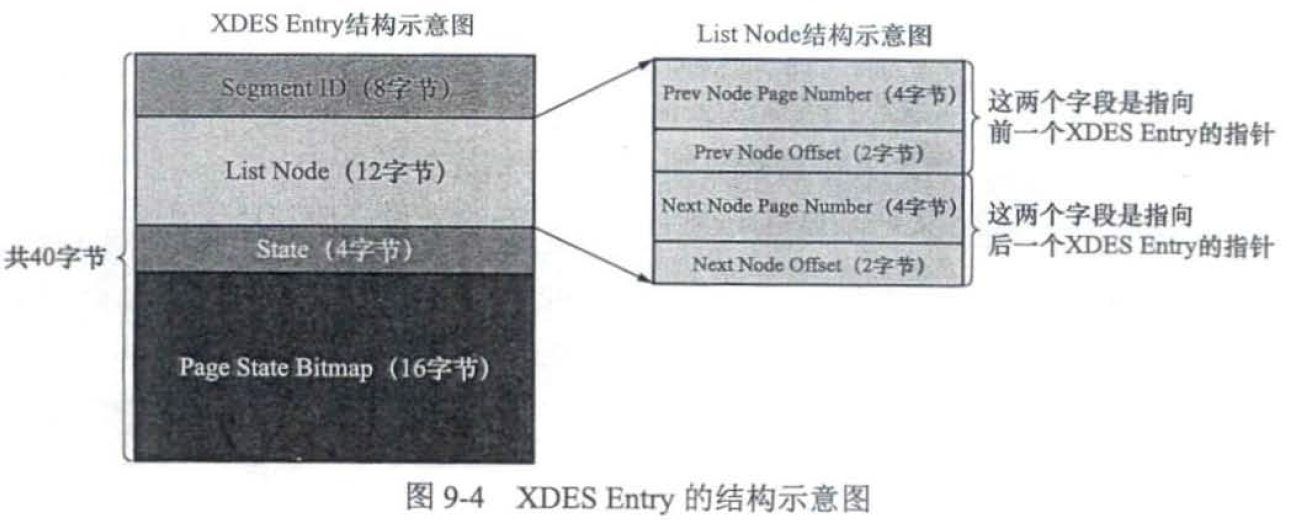 XDES Entry结构示意图
Segment ID（8字节）
List Node（12字节）
State（4字节）
Page State Bitmap（16字节）
共40字节
List Node结构示意图
Prev Node Page Number（4字节）
Prev Node Offset（2字节）
Next Node Page Number（4字节）
Next Node Offset（2字节）
这两个字段是指向
前一个XDES Entry的指针
这两个字段是指向
后一个XDES Entry的指针
图 9-4 XDES Entry 的结构示意图